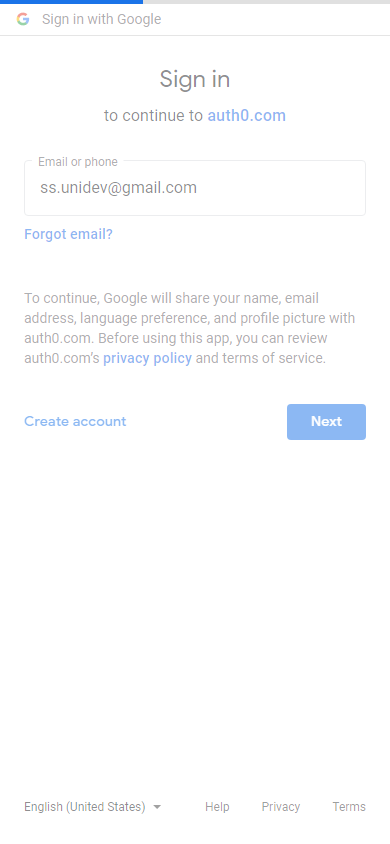 Sign in with Google
Sign in
to continue to auth0.com
Email or phone
ss.unidev@gmail.com
Forgot email?
To continue, Google will share your name, email
address, language preference, and profile picture with
auth0.com. Before using this app, you can review
auth0.com’s privacy policy and terms of service.
Create account
Next
English (United States)
Help
Privacy
Terms